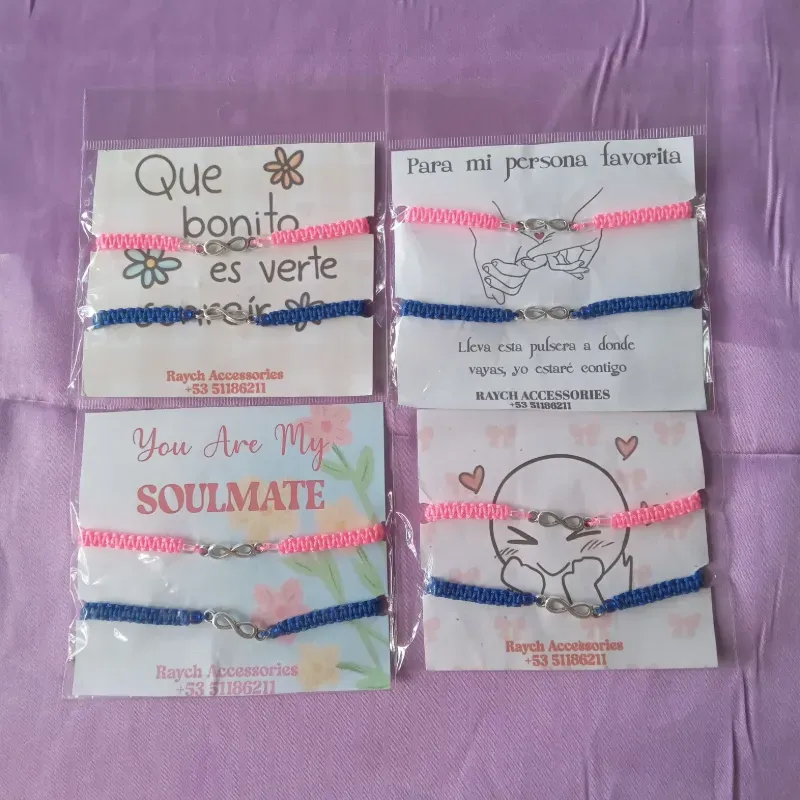 Que
bonito
es verte
sonreír
Raych Accessories
+53 51186211
Para mi persona favorita
Lleva esta pulsera a donde
vayas, yo estaré contigo
RAYCH ACCESSORIES
+53 51186211
You Are My
SOULMATE
Raych Accessories
+53 51186211
Raych Accessories
+53 51186211